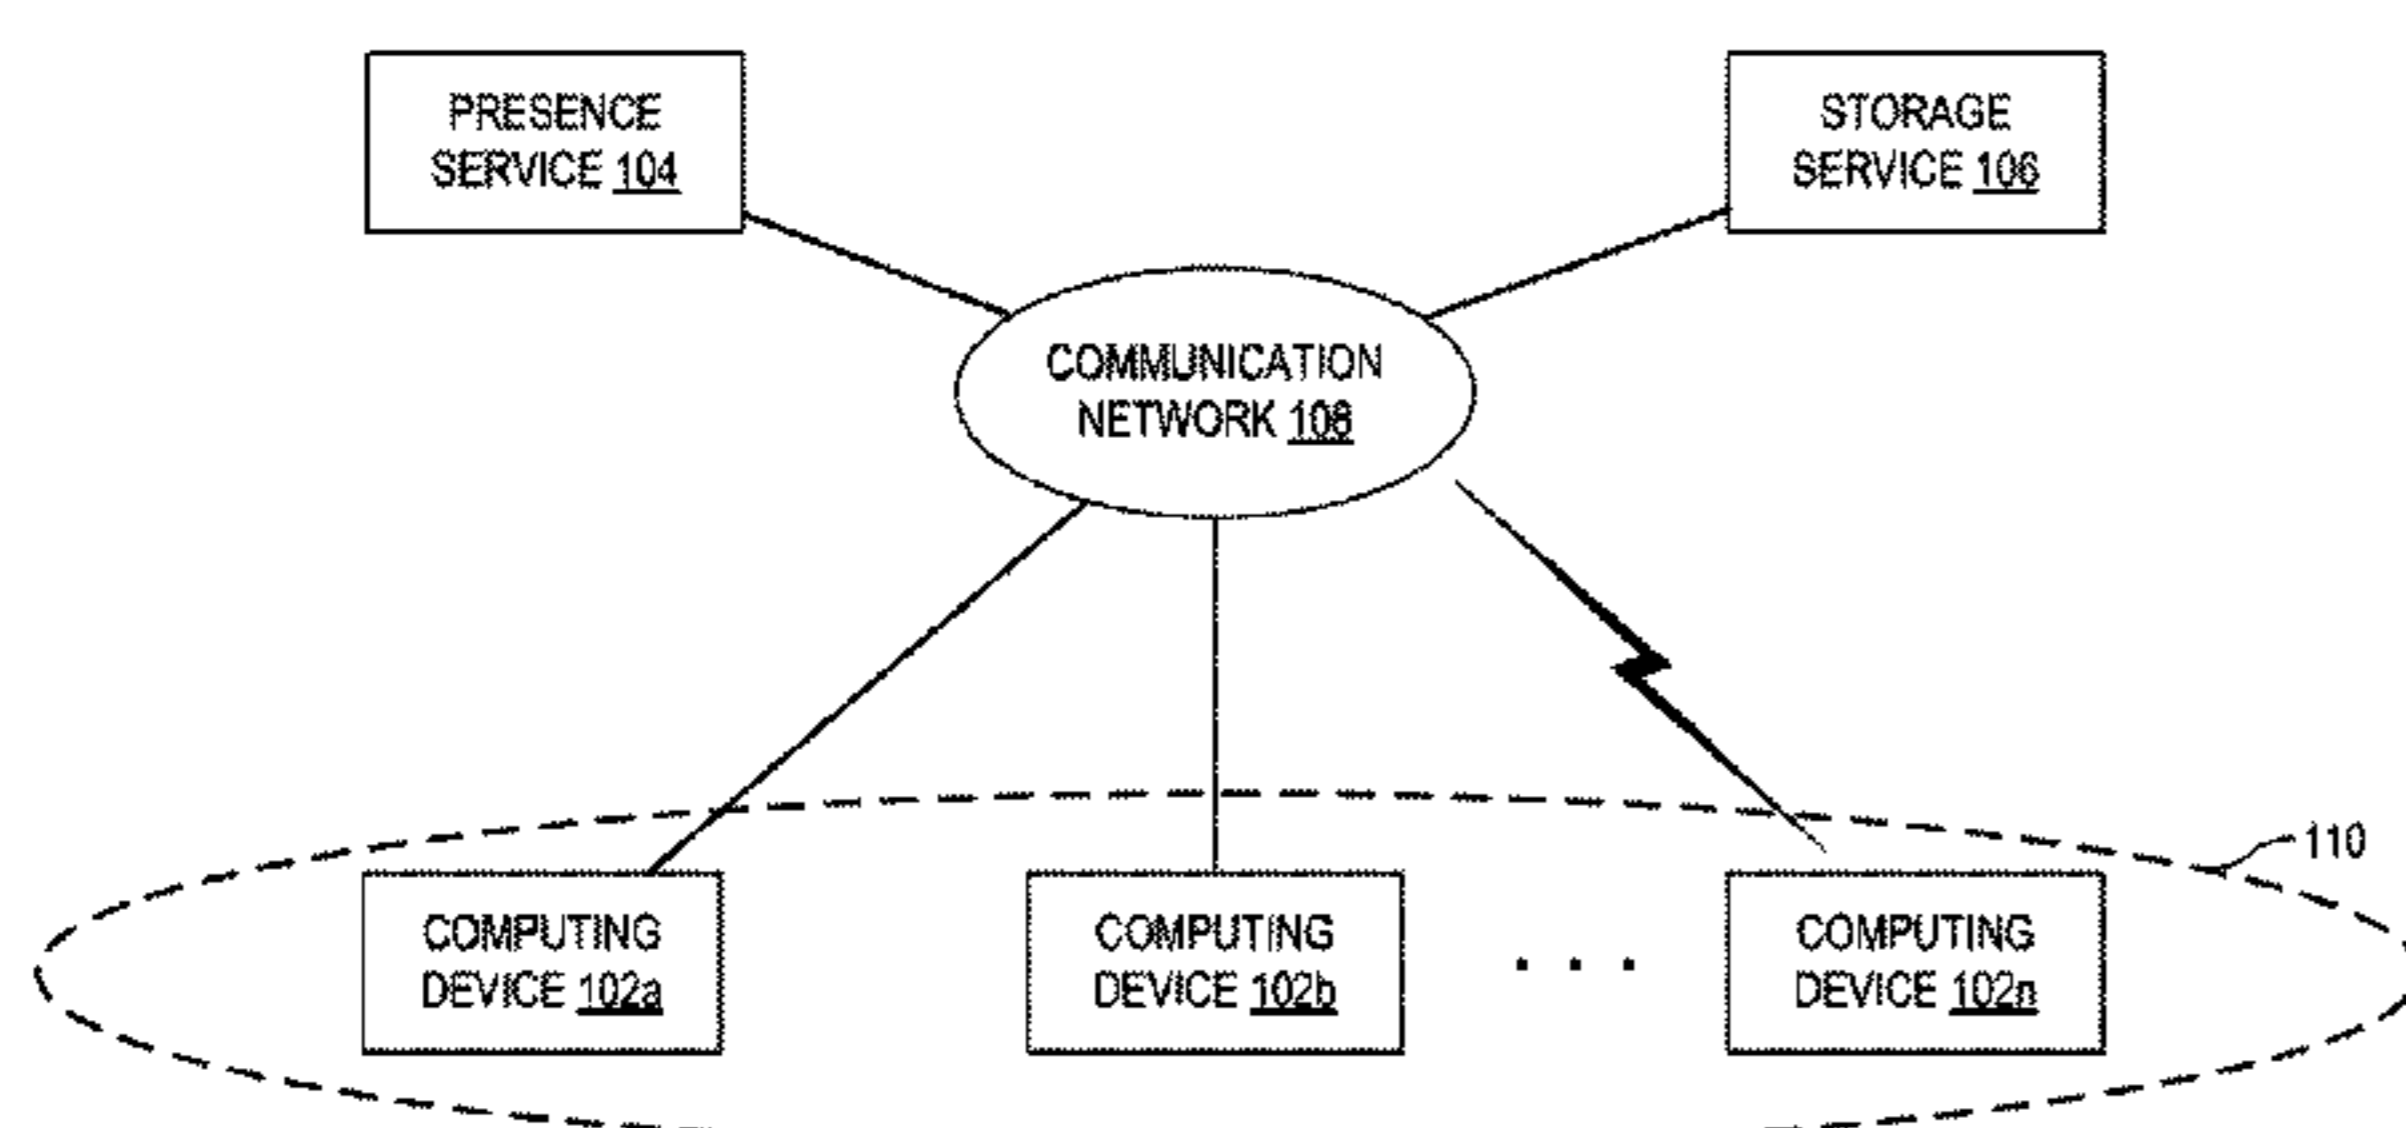 PRESENCE
SERVICE 104
STORAGE
SERVICE 106
COMMUNICATION
NETWORK 108
110
COMPUTING
DEVICE 102a
COMPUTING
DEVICE 102b
. . .
COMPUTING
DEVICE 102n